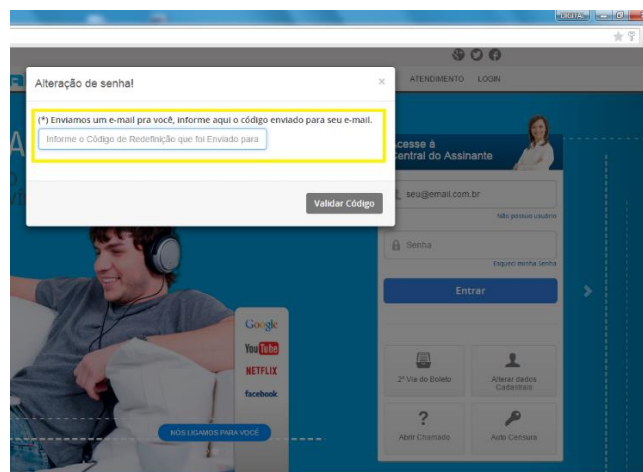 DIGITAL
ATENDIMENTO LOGIN
Alteração de senha!
×
(*) Enviamos um e-mail pra você, informe aqui o código enviado para seu e-mail.
Informe o Código de Redefinição que foi Enviado para
Validar Código
Acesse à
Central do Assinante
seu@email.com.br
Não possuo usuário
Senha
Esqueci minha Senha
Entrar
Google
YouTube
NETFLIX
facebook
NÓS LIGAMOS PARA VOCÊ
2ª Via do Boleto
Alterar dados
Cadastrais
Abrir Chamado
Auto Censura